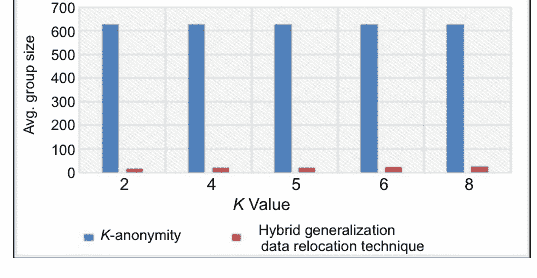 700
600
500
400
300
200
100
0
Avg. group size
2 4 5 6 8
K Value
K-anonymity
Hybrid generalization
data relocation technique